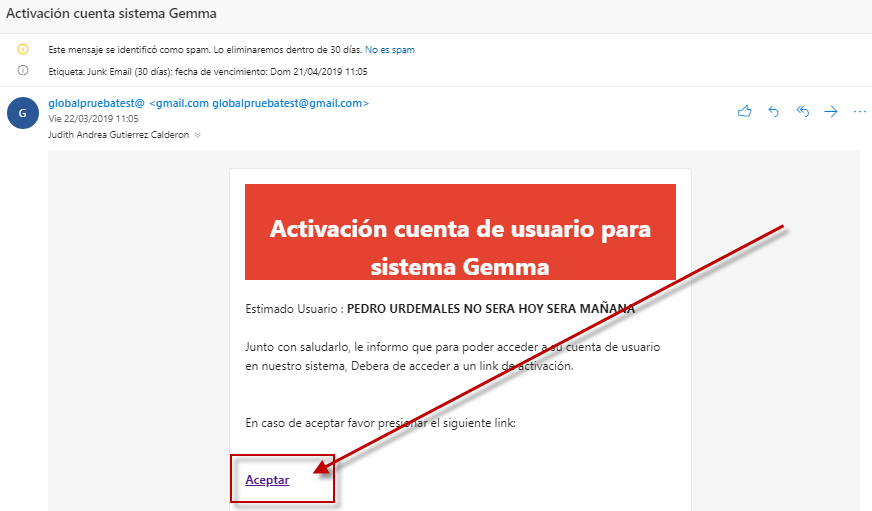 Activación cuenta sistema Gemma
Este mensaje se identificó como spam. Lo eliminaremos dentro de 30 días. No es spam
Etiqueta: Junk Email (30 días); fecha de vencimiento: Dom 21/04/2019 11:05
G
globalpruebatest@ <gmail.com globalpruebatest@gmail.com>
Vie 22/03/2019 11:05
Judith Andrea Gutierrez Calderon
Activación cuenta de usuario para
sistema Gemma
Estimado Usuario : PEDRO URDEMALES NO SERA HOY SERA MAÑANA
Junto con saludarlo, le informo que para poder acceder a su cuenta de usuario
en nuestro sistema, Debera de acceder a un link de activación.
En caso de aceptar favor presionar el siguiente link:
Aceptar